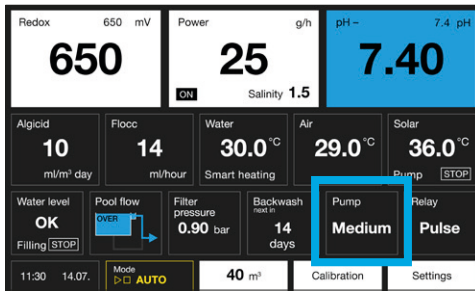 Redox 650 mV
650
Power g/h
25
ON Salinity 1.5
pH – 7.4 pH
7.40
Algicid
10
ml/m³ day
Flocc
14
ml/hour
Water
30.0°C
Smart heating
Air
29.0°C
Solar
36.0°C
Pump STOP
Water level
OK
Filling STOP
Pool flow
OVER
Filter
pressure
0.90 bar
Backwash
next in
14
days
Pump
Medium
Relay
Pulse
11:30 14.07.
Mode
AUTO
40 m³
Calibration
Settings